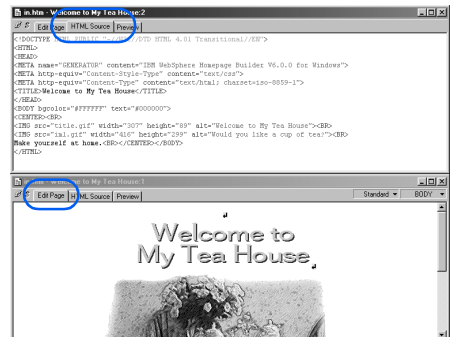 in.htm - Welcome to My Tea House:2
Edit Page HTML Source Preview
<!DOCTYPE HTML PUBLIC "-//W3C//DTD HTML 4.01 Transitional//EN">
<HTML>
<HEAD>
<META name="GENERATOR" content="IBM WebSphere Homepage Builder V6.0.0 for Windows">
<META http-equiv="Content-Style-Type" content="text/css">
<META http-equiv="Content-Type" content="text/html; charset=iso-8859-1">
<TITLE>Welcome to My Tea House</TITLE>
</HEAD>
<BODY bgcolor="#FFFFFF" text="#000000">
<CENTER><BR>
<IMG src="title.gif" width="307" height="89" alt="Welcome to My Tea House"><BR>
<IMG src="im1.gif" width="416" height="299" alt="Would you like a cup of tea?"><BR>
Make yourself at home.<BR></CENTER></BODY>
</HTML>
in.htm - Welcome to My Tea House:1
Edit Page HTML Source Preview Standard BODY
Welcome to
My Tea House